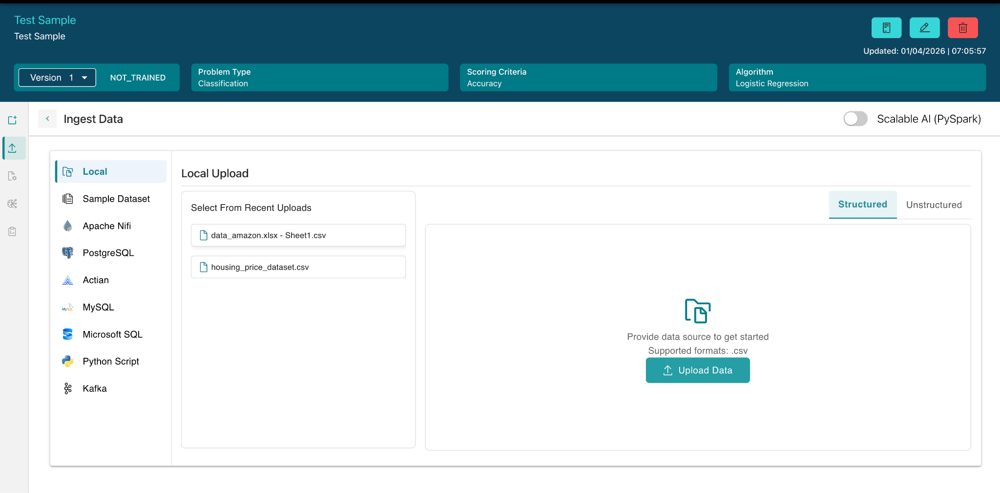 Test Sample
Test Sample
Updated: 01/04/2026 | 07:05:57
Version 1
NOT_TRAINED
Problem Type
Classification
Scoring Criteria
Accuracy
Algorithm
Logistic Regression
Ingest Data
Scalable AI (PySpark)
Local
Sample Dataset
Apache Nifi
PostgreSQL
Actian
MySQL
MySQL
Microsoft SQL
Python Script
Kafka
Local Upload
Select From Recent Uploads
data_amazon.xlsx - Sheet1.csv
housing_price_dataset.csv
Structured
Unstructured
Provide data source to get started
Supported formats: .csv
Upload Data